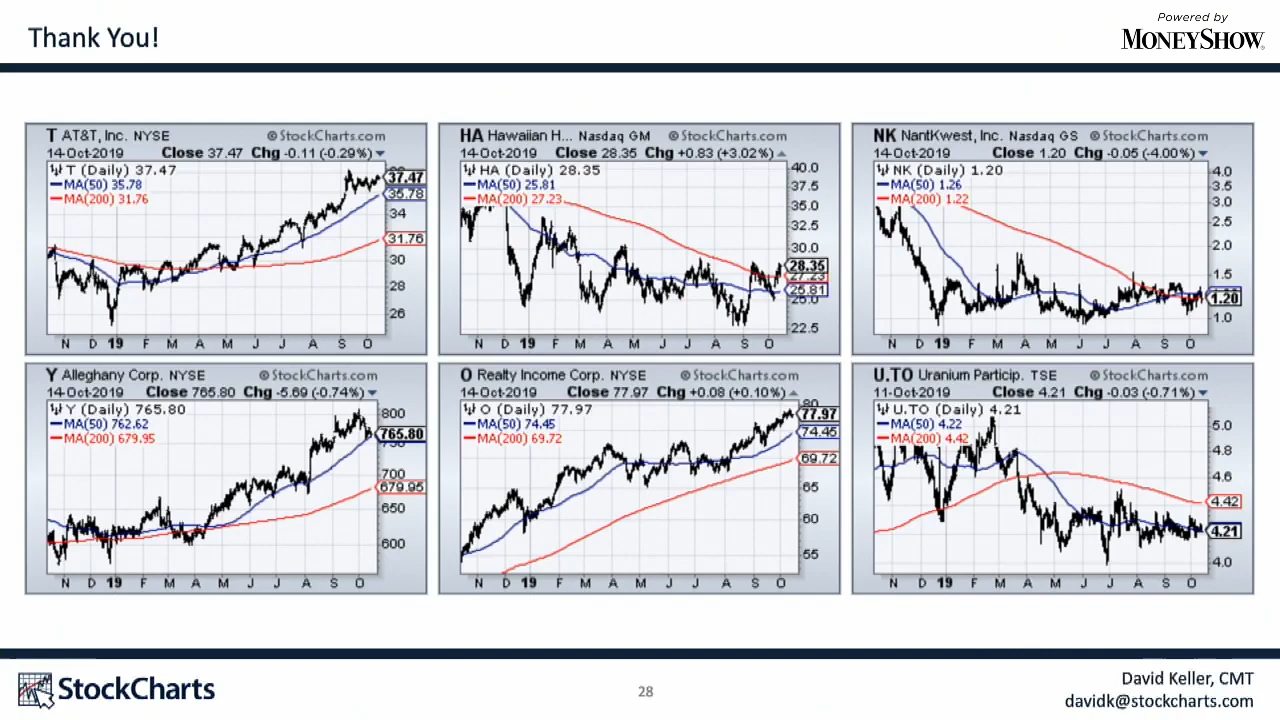 Thank You!
Powered by
MONEYSHOW
T AT&T, Inc. NYSE © StockCharts.com
14-Oct-2019 Close 37.47 Chg -0.11 (-0.29%)
T (Daily) 37.47
MA(50) 35.78
MA(200) 31.76
37.47
35.78
34
31.76
30
28
26
N D 19 F M A M J J A S O
HA Hawaiian H... Nasdaq GM © StockCharts.com
14-Oct-2019 Close 28.35 Chg +0.83 (+3.02%)
HA (Daily) 28.35
MA(50) 25.81
MA(200) 27.23
40.0
37.5
35.0
32.5
30.0
28.35
27.23
25.81
25.0
22.5
N D 19 F M A M J J A S O
NK NantKwest, Inc. Nasdaq GS © StockCharts.com
14-Oct-2019 Close 1.20 Chg -0.05 (-4.00%)
NK (Daily) 1.20
MA(50) 1.26
MA(200) 1.22
4.0
3.5
3.0
2.5
2.0
1.5
1.20
1.0
N D 19 F M A M J J A S O
Y Alleghany Corp. NYSE © StockCharts.com
14-Oct-2019 Close 765.80 Chg -5.69 (-0.74%)
Y (Daily) 765.80
MA(50) 762.62
MA(200) 679.95
800
765.80
750
700
679.95
650
600
N D 19 F M A M J J A S O
O Realty Income Corp. NYSE © StockCharts.com
14-Oct-2019 Close 77.97 Chg +0.08 (+0.10%)
O (Daily) 77.97
MA(50) 74.45
MA(200) 69.72
80
77.97
74.45
69.72
65
60
55
N D 19 F M A M J J A S O
U.TO Uranium Particip. TSE © StockCharts.com
11-Oct-2019 Close 4.21 Chg -0.03 (-0.71%)
U.TO (Daily) 4.21
MA(50) 4.22
MA(200) 4.42
5.0
4.8
4.6
4.42
4.21
4.0
N D 19 F M A M J J A S O
StockCharts
28
David Keller, CMT
davidk@stockcharts.com